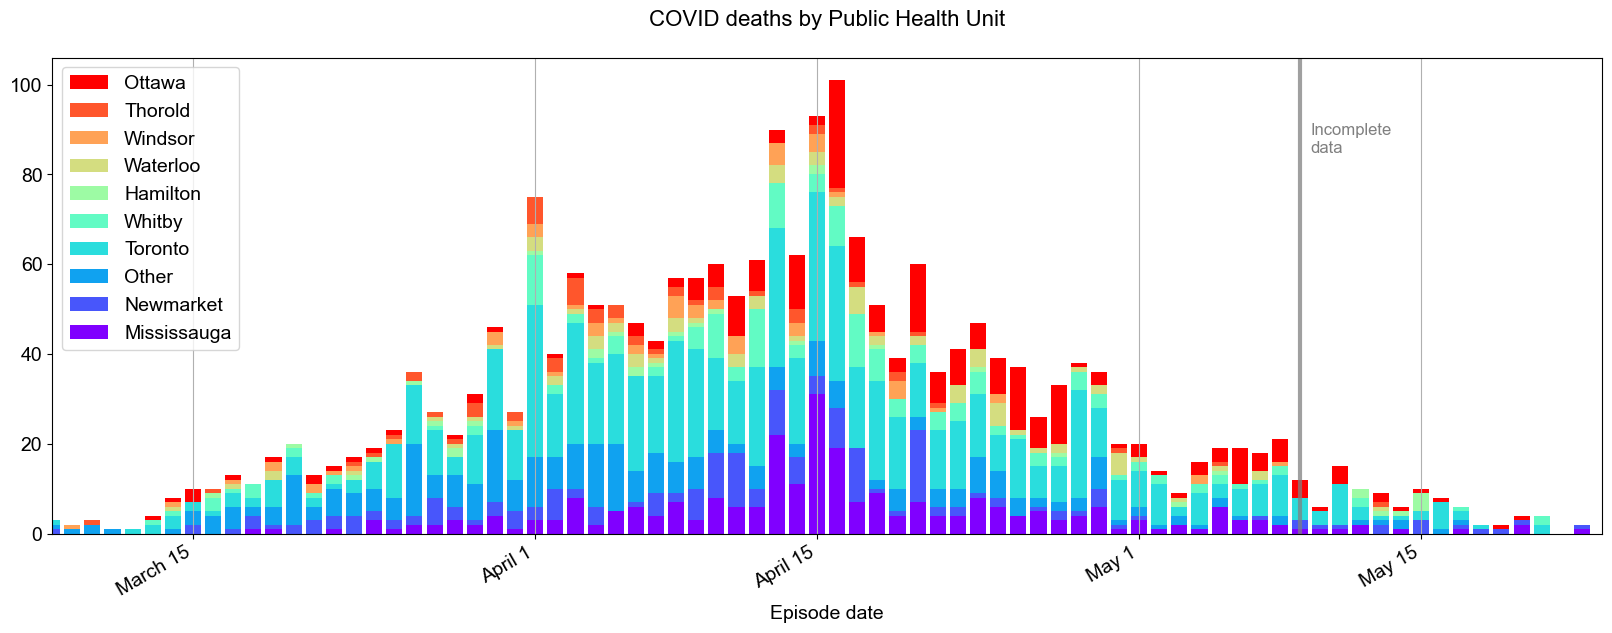 COVID deaths by Public Health Unit
100
80
60
40
20
0
Ottawa
Thorold
Windsor
Waterloo
Hamilton
Whitby
Toronto
Other
Newmarket
Mississauga
Incomplete
data
March 15
April 1
April 15
May 1
May 15
Episode date